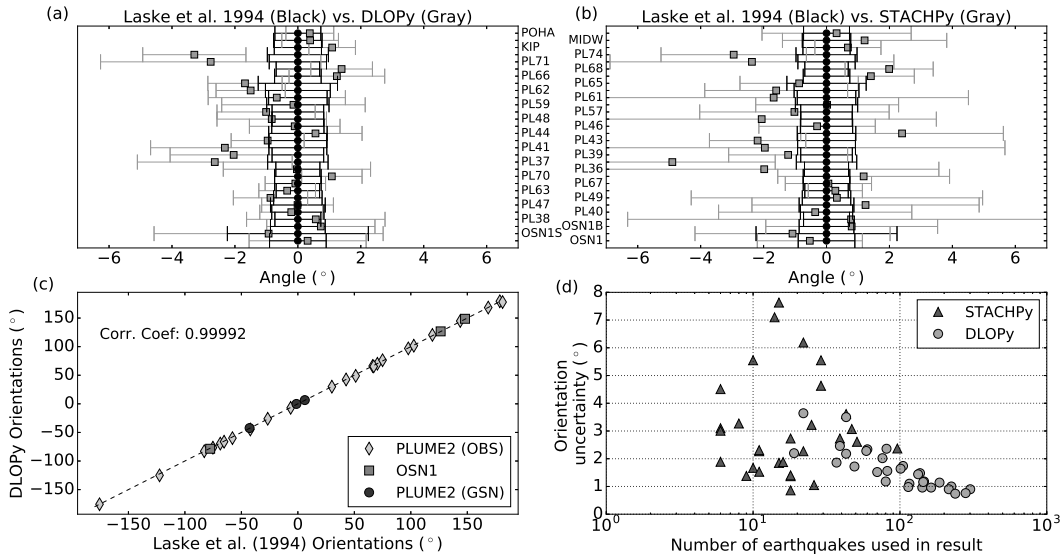 (a)
Laske et al. 1994 (Black) vs. DLOPy (Gray)
POHA
KIP
PL71
PL66
PL62
PL59
PL48
PL44
PL41
PL37
PL70
PL63
PL47
PL38
OSN1S
−6 −4 −2 0 2 4 6
Angle (°)
(b)
Laske et al. 1994 (Black) vs. STACHPy (Gray)
MIDW
PL74
PL68
PL65
PL61
PL57
PL46
PL43
PL39
PL36
PL67
PL49
PL40
OSN1B
OSN1
−6 −4 −2 0 2 4 6
Angle (°)
(c)
DLOPy Orientations (°)
150
100
50
0
−50
−100
−150
Corr. Coef: 0.99992
PLUME2 (OBS)
OSN1
PLUME2 (GSN)
−150 −100 −50 0 50 100 150
Laske et al. (1994) Orientations (°)
(d)
Orientation
uncertainty (°)
8
7
6
5
4
3
2
1
0
STACHPy
DLOPy
10⁰ 10¹ 10² 10³
Number of earthquakes used in result